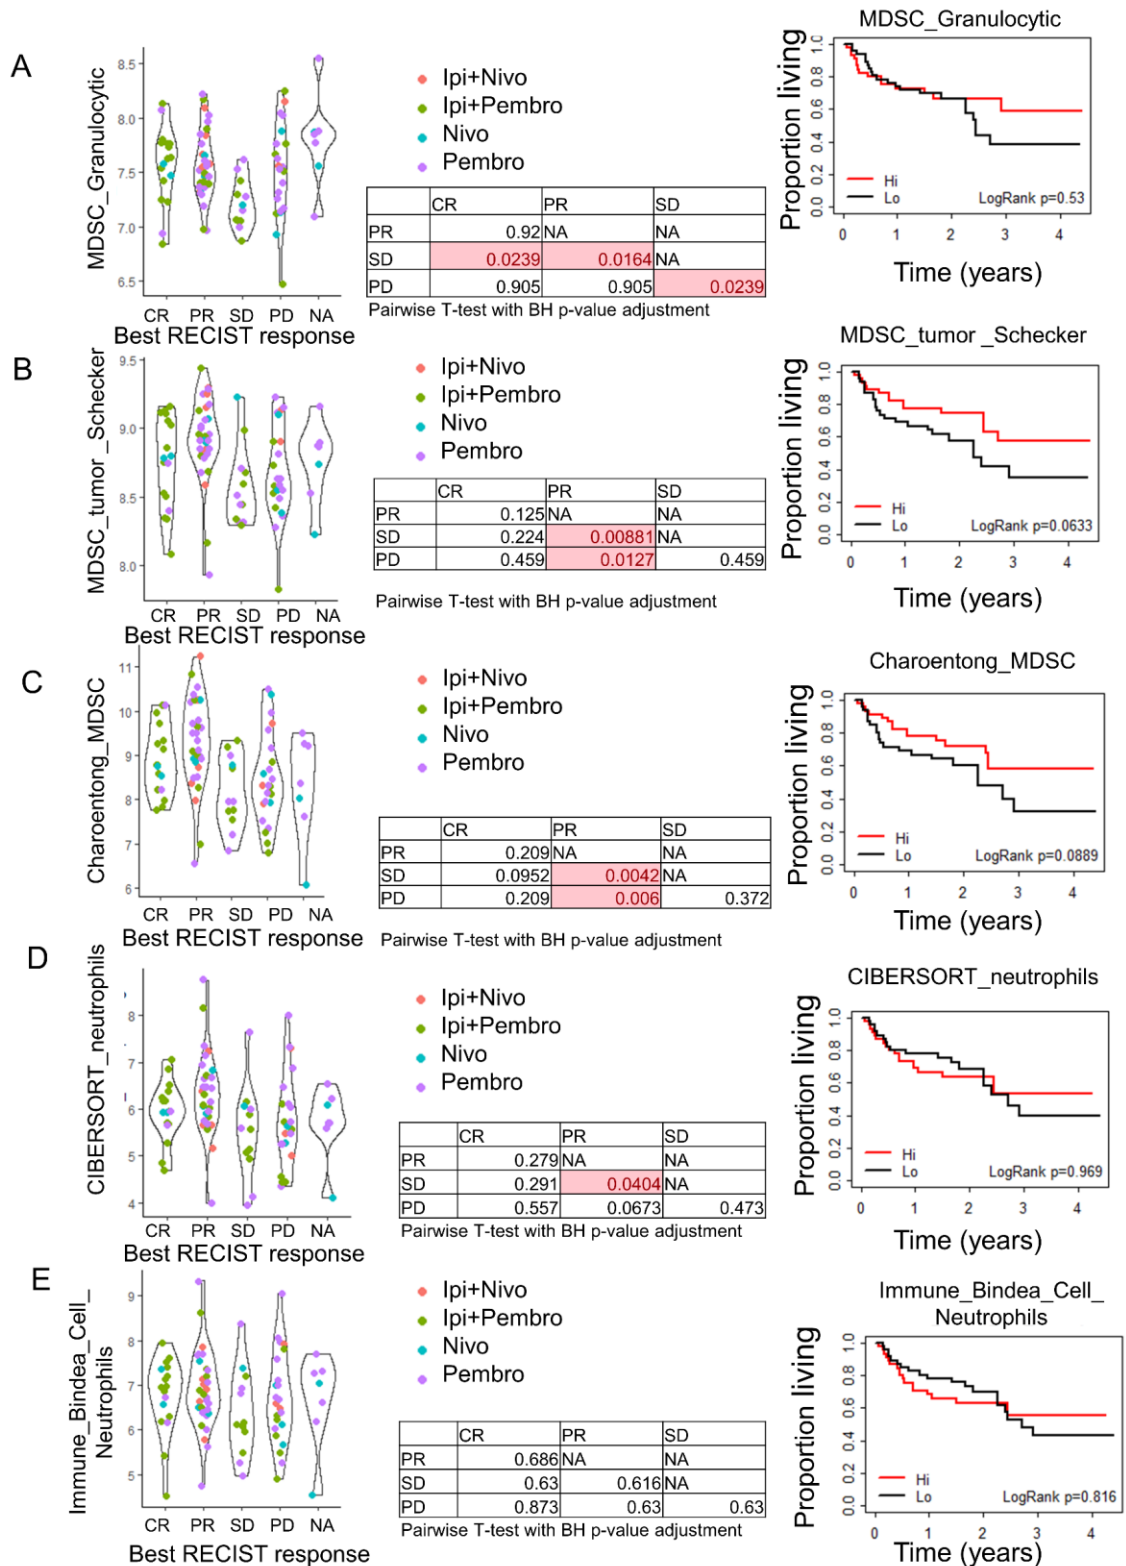 A
MDSC_Granulocytic
8.5
8.0
7.5
7.0
6.5
CR PR SD PD NA
Best RECIST response
Ipi+Nivo
Ipi+Pembro
Nivo
Pembro
CR PR SD
PR 0.92 NA NA
SD 0.0239 0.0164 NA
PD 0.905 0.905 0.0239
Pairwise T-test with BH p-value adjustment
MDSC_Granulocytic
Proportion living
1.0
0.8
0.6
0.4
0.2
0.0
Hi
Lo
LogRank p=0.53
0 1 2 3 4
Time (years)
B
MDSC_tumor_Schecker
9.5
9.0
8.5
8.0
CR PR SD PD NA
Best RECIST response
Ipi+Nivo
Ipi+Pembro
Nivo
Pembro
CR PR SD
PR 0.125 NA NA
SD 0.224 0.00881 NA
PD 0.459 0.0127 0.459
Pairwise T-test with BH p-value adjustment
MDSC_tumor _Schecker
Proportion living
1.0
0.8
0.6
0.4
0.2
0.0
Hi
Lo
LogRank p=0.0633
0 1 2 3 4
Time (years)
C
Charoentong_MDSC
11
10
9
8
7
6
CR PR SD PD NA
Best RECIST response
Ipi+Nivo
Ipi+Pembro
Nivo
Pembro
CR PR SD
PR 0.209 NA NA
SD 0.0952 0.0042 NA
PD 0.209 0.006 0.372
Pairwise T-test with BH p-value adjustment
Charoentong_MDSC
Proportion living
1.0
0.8
0.6
0.4
0.2
0.0
Hi
Lo
LogRank p=0.0889
0 1 2 3 4
Time (years)
D
CIBERSORT_neutrophils
8
7
6
5
4
CR PR SD PD NA
Best RECIST response
Ipi+Nivo
Ipi+Pembro
Nivo
Pembro
CR PR SD
PR 0.279 NA NA
SD 0.291 0.0404 NA
PD 0.557 0.0673 0.473
Pairwise T-test with BH p-value adjustment
CIBERSORT_neutrophils
Proportion living
1.0
0.8
0.6
0.4
0.2
0.0
Hi
Lo
LogRank p=0.969
0 1 2 3 4
Time (years)
E
Immune_Bindea_Cell_
Neutrophils
9
8
7
6
5
CR PR SD PD NA
Best RECIST response
Ipi+Nivo
Ipi+Pembro
Nivo
Pembro
CR PR SD
PR 0.686 NA NA
SD 0.63 0.616 NA
PD 0.873 0.63 0.63
Pairwise T-test with BH p-value adjustment
Immune_Bindea_Cell_
Neutrophils
Proportion living
1.0
0.8
0.6
0.4
0.2
0.0
Hi
Lo
LogRank p=0.816
0 1 2 3 4
Time (years)